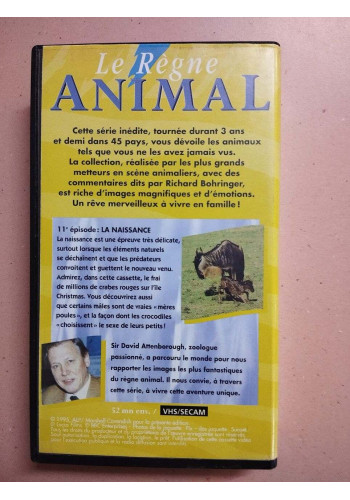 Le Règne
ANIMAL
Cette série inédite, tournée durant 3 ans
et demi dans 45 pays, vous dévoile les animaux
tels que vous ne les avez jamais vus.
La collection, réalisée par les plus grands
metteurs en scène animaliers, avec des
commentaires dits par Richard Bohringer,
est riche d'images magnifiques et d'émotions.
Un rêve merveilleux à vivre en famille !
11e épisode : LA NAISSANCE
La naissance est une épreuve très délicate,
surtout lorsque les éléments naturels
se déchaînent et que les prédateurs
convoitent et guettent le nouveau venu.
Admirez, dans cette cassette, le frai
de millions de crabes rouges sur l'île
Christmas. Vous découvrirez aussi
que certains mâles sont de vraies «mères
poules», et la façon dont les crocodiles
«choisissent» le sexe de leurs petits !
Sir David Attenborough, zoologue
passionné, a parcouru le monde pour nous
rapporter les images les plus fantastiques
du règne animal. Il nous convie, à travers
cette série, à vivre cette aventure unique.
52 mn env. / VHS/SECAM
Marshall Cavendish pour la présente édition